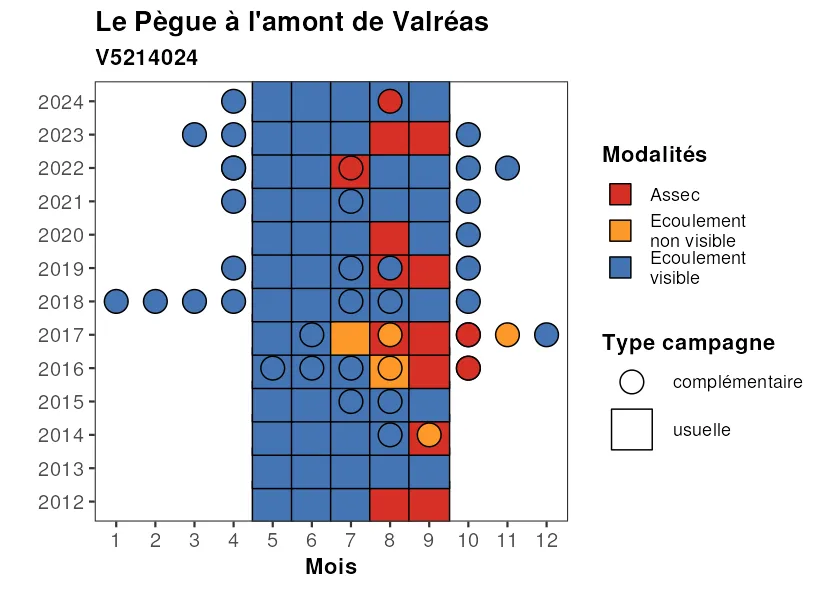 Le Pègue à l'amont de Valréas
V5214024
2024
2023
2022
2021
2020
2019
2018
2017
2016
2015
2014
2013
2012
1 2 3 4 5 6 7 8 9 10 11 12
Mois
Modalités
Assec
Ecoulement
non visible
Ecoulement
visible
Type campagne
complémentaire
usuelle